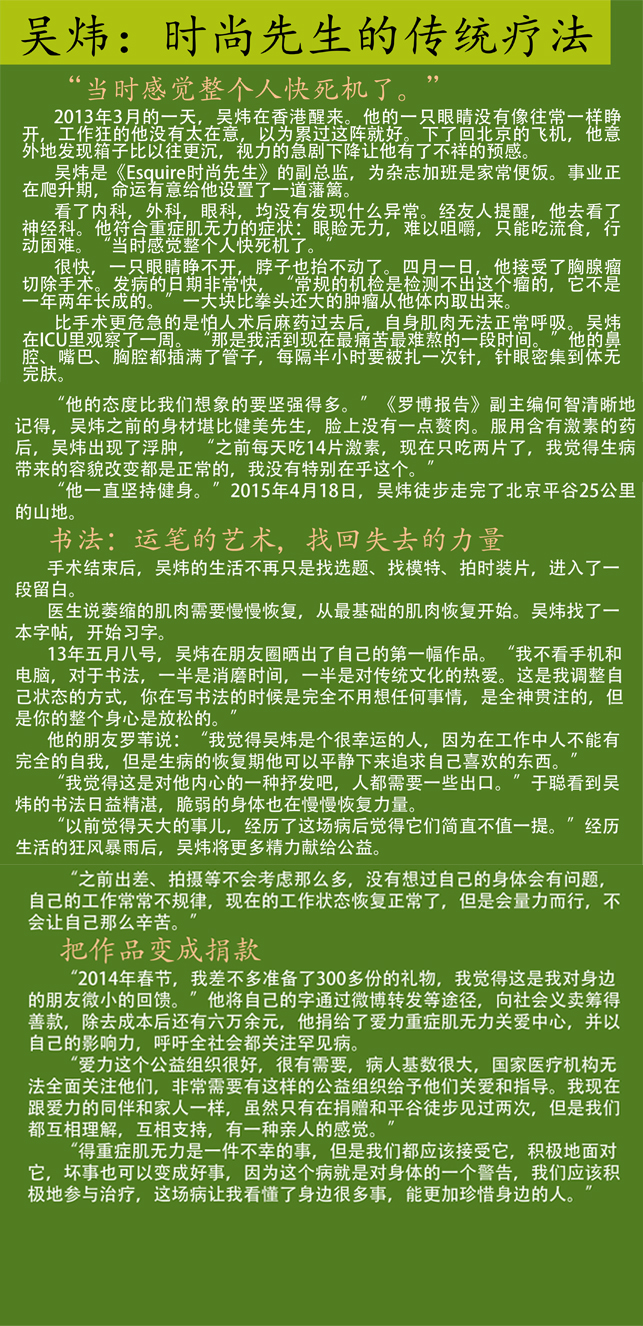 吴炜：时尚先生的传统疗法
“当时感觉整个人快死机了。”
2013年3月的一天，吴炜在香港醒来。他的一只眼睛没有像往常一样睁
开，工作狂的他没有太在意，以为累过这阵就好。下了回北京的飞机，他意
外地发现箱子比以往更沉，视力的急剧下降让他有了不祥的预感。
吴炜是《Esquire时尚先生》的副总监，为杂志加班是家常便饭。事业正
在爬升期，命运有意给他设置了一道藩篱。
看了内科，外科，眼科，均没有发现什么异常。经友人提醒，他去看了
神经科。他符合重症肌无力的症状：眼睑无力，难以咀嚼，只能吃流食，行
动困难。“当时感觉整个人快死机了。”
很快，一只眼睛睁不开，脖子也抬不动了。四月一日，他接受了胸腺瘤
切除手术。发病的日期非常快，“常规的机检是检测不出这个瘤的，它不是
一年两年长成的。”一大块比拳头还大的肿瘤从他体内取出来。
比手术更危急的是怕人术后麻药过去后，自身肌肉无法正常呼吸。吴炜
在ICU里观察了一周。“那是我活到现在最痛苦最难熬的一段时间。”他的鼻
腔、嘴巴、胸腔都插满了管子，每隔半小时要被扎一次针，针眼密集到体无
完肤。
“他的态度比我们想象的要坚强得多。”《罗博报告》副主编何智清晰地
记得，吴炜之前的身材堪比健美先生，脸上没有一点赘肉。服用含有激素的药
后，吴炜出现了浮肿，“之前每天吃14片激素，现在只吃两片了，我觉得生病
带来的容貌改变都是正常的，我没有特别在乎这个。”
“他一直坚持健身。”2015年4月18日，吴炜徒步走完了北京平谷25公里
的山地。
书法：运笔的艺术，找回失去的力量
手术结束后，吴炜的生活不再只是找选题、找模特、拍时装片，进入了一
段留白。
医生说萎缩的肌肉需要慢慢恢复，从最基础的肌肉恢复开始。吴炜找了一
本字帖，开始习字。
13年五月八号，吴炜在朋友圈晒出了自己的第一幅作品。“我不看手机和
电脑，对于书法，一半是消磨时间，一半是对传统文化的热爱。这是我调整自
己状态的方式，你在写书法的时候是完全不用想任何事情，是全神贯注的，但
是你的整个身心是放松的。”
他的朋友罗苇说：“我觉得吴炜是个很幸运的人，因为在工作中人不能有
完全的自我，但是生病的恢复期他可以平静下来追求自己喜欢的东西。”
“我觉得这是对他内心的一种抒发吧，人都需要一些出口。”于聪看到吴
炜的书法日益精湛，脆弱的身体也在慢慢恢复力量。
“以前觉得天大的事儿，经历了这场病后觉得它们简直不值一提。”经历
生活的狂风暴雨后，吴炜将更多精力献给公益。
“之前出差、拍摄等不会考虑那么多，没有想过自己的身体会有问题，
自己的工作常常不规律，现在的工作状态恢复正常了，但是会量力而行，不
会让自己那么辛苦。”
把作品变成捐款
“2014年春节，我差不多准备了300多份的礼物，我觉得这是我对身边
的朋友微小的回馈。”他将自己的字通过微博转发等途径，向社会义卖筹得
善款，除去成本后还有六万余元，他捐给了爱力重症肌无力关爱中心，并以
自己的影响力，呼吁全社会都关注罕见病。
“爱力这个公益组织很好，很有需要，病人基数很大，国家医疗机构无
法全面关注他们，非常需要有这样的公益组织给予他们关爱和指导。我现在
跟爱力的同伴和家人一样，虽然只有在捐赠和平谷徒步见过两次，但是我们
都互相理解，互相支持，有一种亲人的感觉。”
“得重症肌无力是一件不幸的事，但是我们都应该接受它，积极地面对
它，坏事也可以变成好事，因为这个病就是对身体的一个警告，我们应该积
极地参与治疗，这场病让我看懂了身边很多事，能更加珍惜身边的人。”